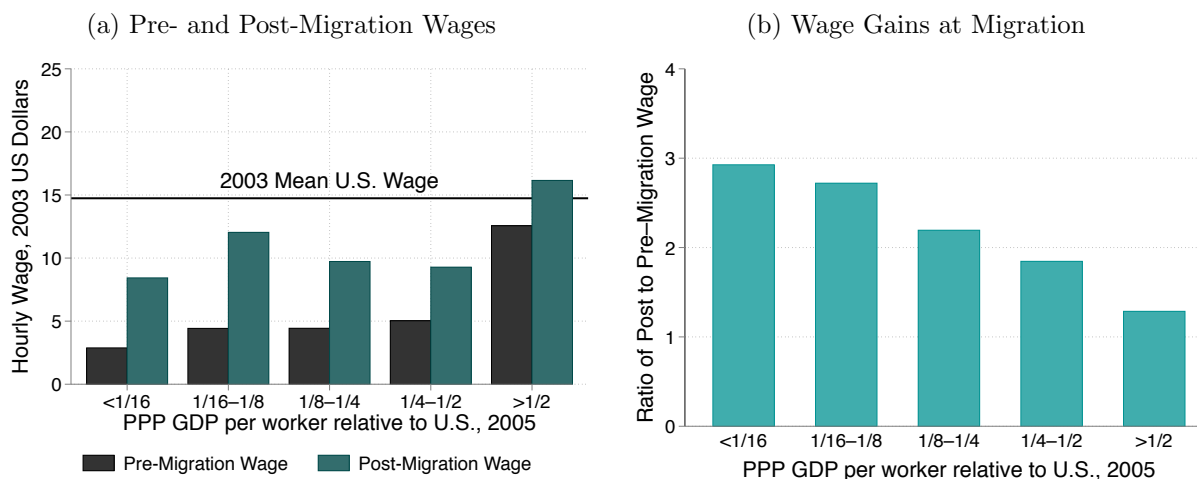 (a) Pre- and Post-Migration Wages
Hourly Wage, 2003 US Dollars
25
20
15
10
5
0
2003 Mean U.S. Wage
<1/16
1/16–1/8
1/8–1/4
1/4–1/2
>1/2
PPP GDP per worker relative to U.S., 2005
Pre-Migration Wage
Post-Migration Wage
(b) Wage Gains at Migration
Ratio of Post to Pre–Migration Wage
4
3
2
1
0
<1/16
1/16–1/8
1/8–1/4
1/4–1/2
>1/2
PPP GDP per worker relative to U.S., 2005